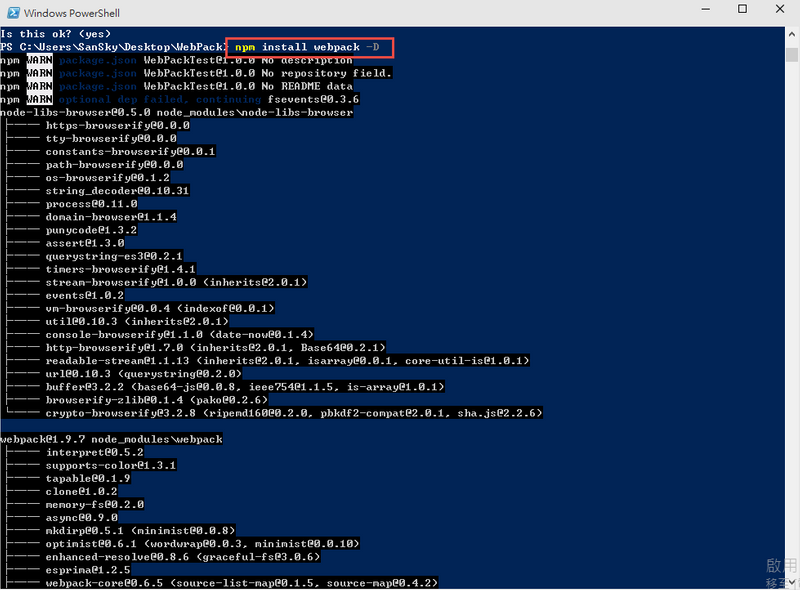 Windows PowerShell
Is this ok? (yes)
PS C:\Users\SanSky\Desktop\WebPack> npm install webpack -D
npm WARN package.json WebPackTest@1.0.0 No description
npm WARN package.json WebPackTest@1.0.0 No repository field.
npm WARN package.json WebPackTest@1.0.0 No README data
npm WARN optional dep failed, continuing fsevents@0.3.6
node-libs-browser@0.5.0 node_modules\node-libs-browser
├── https-browserify@0.0.0
├── tty-browserify@0.0.0
├── constants-browserify@0.0.1
├── path-browserify@0.0.0
├── os-browserify@0.1.2
├── string_decoder@0.10.31
├── process@0.11.0
├── domain-browser@1.1.4
├── punycode@1.3.2
├── assert@1.3.0
├── querystring-es3@0.2.1
├── timers-browserify@1.4.1
├── stream-browserify@1.0.0 (inherits@2.0.1)
├── events@1.0.2
├── vm-browserify@0.0.4 (indexof@0.0.1)
├── util@0.10.3 (inherits@2.0.1)
├── console-browserify@1.1.0 (date-now@0.1.4)
├── http-browserify@1.7.0 (inherits@2.0.1, Base64@0.2.1)
├── readable-stream@1.1.13 (inherits@2.0.1, isarray@0.0.1, core-util-is@1.0.1)
├── url@0.10.3 (querystring@0.2.0)
├── buffer@3.2.2 (base64-js@0.0.8, ieee754@1.1.5, is-array@1.0.1)
├── browserify-zlib@0.1.4 (pako@0.2.6)
└── crypto-browserify@3.2.8 (ripemd160@0.2.0, pbkdf2-compat@2.0.1, sha.js@2.2.6)
webpack@1.9.7 node_modules\webpack
├── interpret@0.5.2
├── supports-color@1.3.1
├── tapable@0.1.9
├── clone@1.0.2
├── memory-fs@0.2.0
├── async@0.9.0
├── mkdirp@0.5.1 (minimist@0.0.8)
├── optimist@0.6.1 (wordwrap@0.0.3, minimist@0.0.10)
├── enhanced-resolve@0.8.6 (graceful-fs@3.0.6)
├── esprima@1.2.5
├── webpack-core@0.6.5 (source-list-map@0.1.5, source-map@0.4.2)
啟用
移至